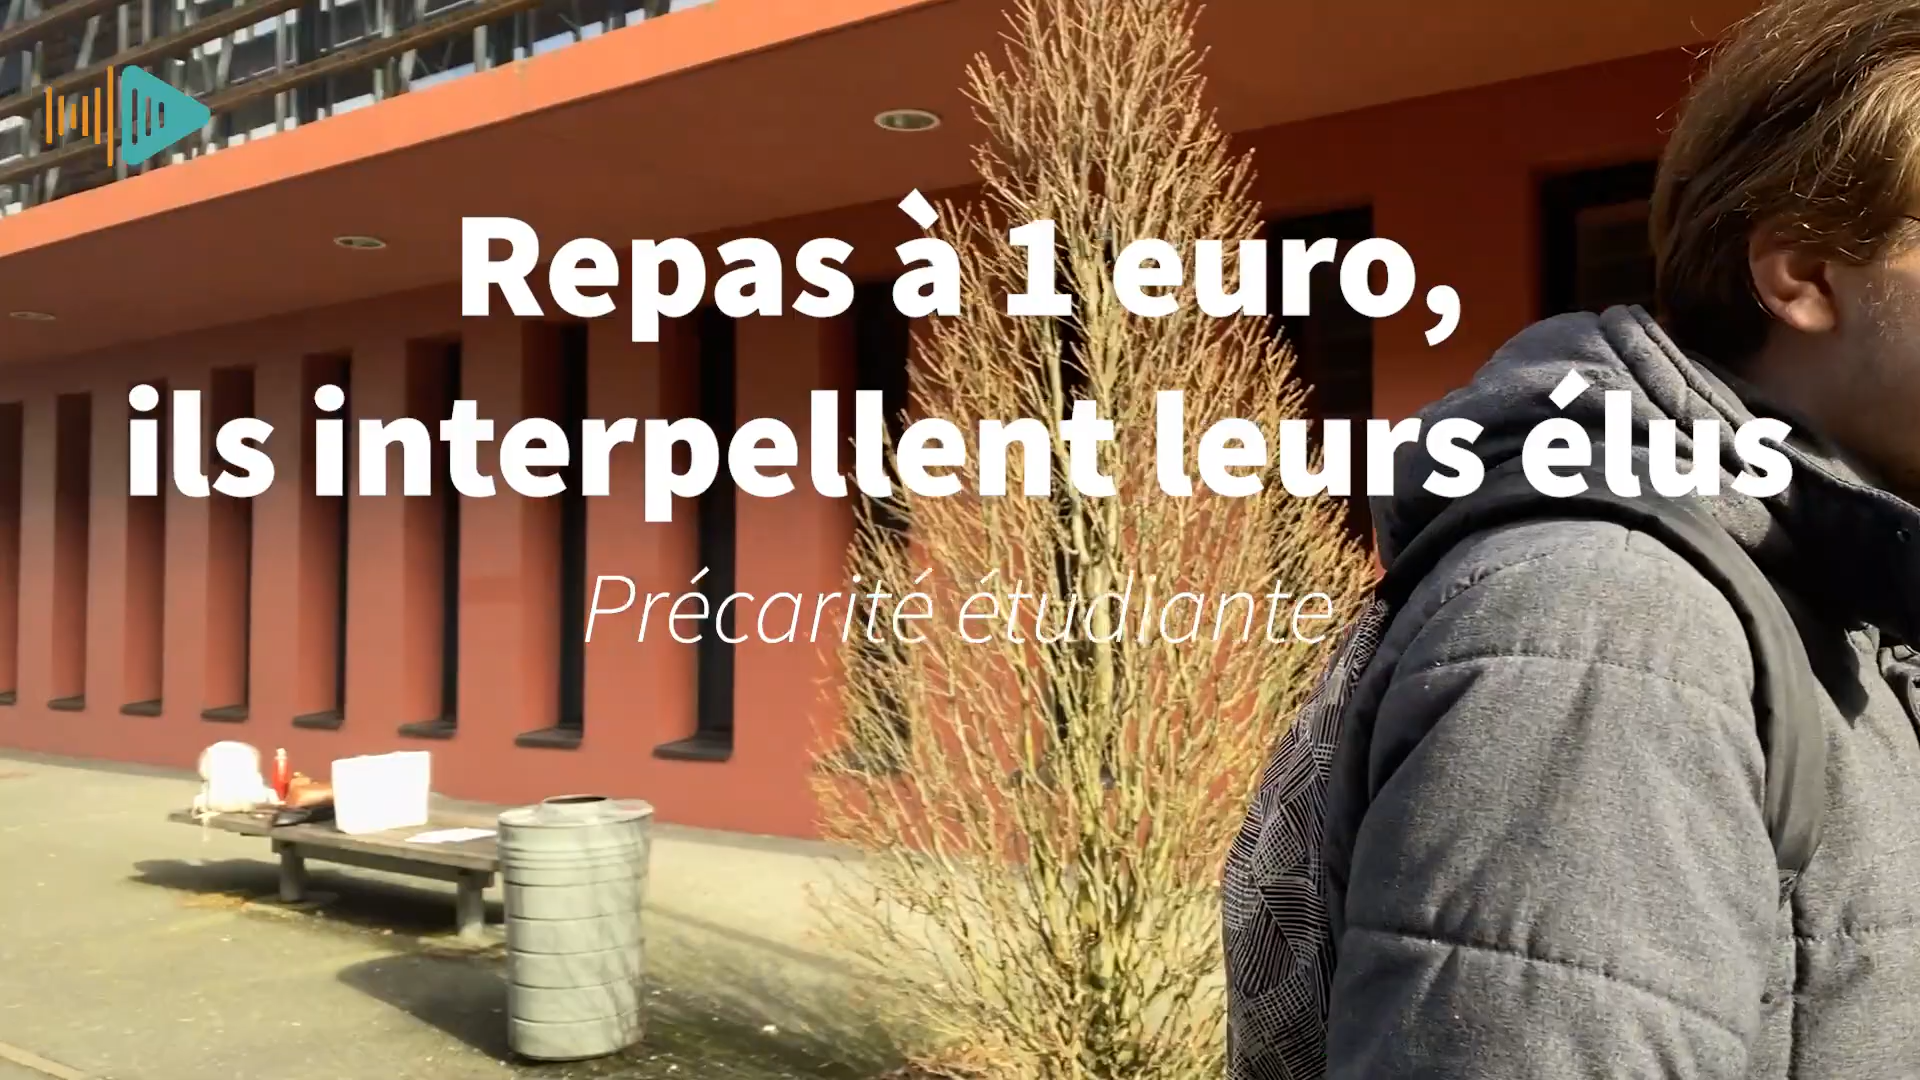 Repas à 1 euro,
ils interpellent leurs élus
Précarité étudiante